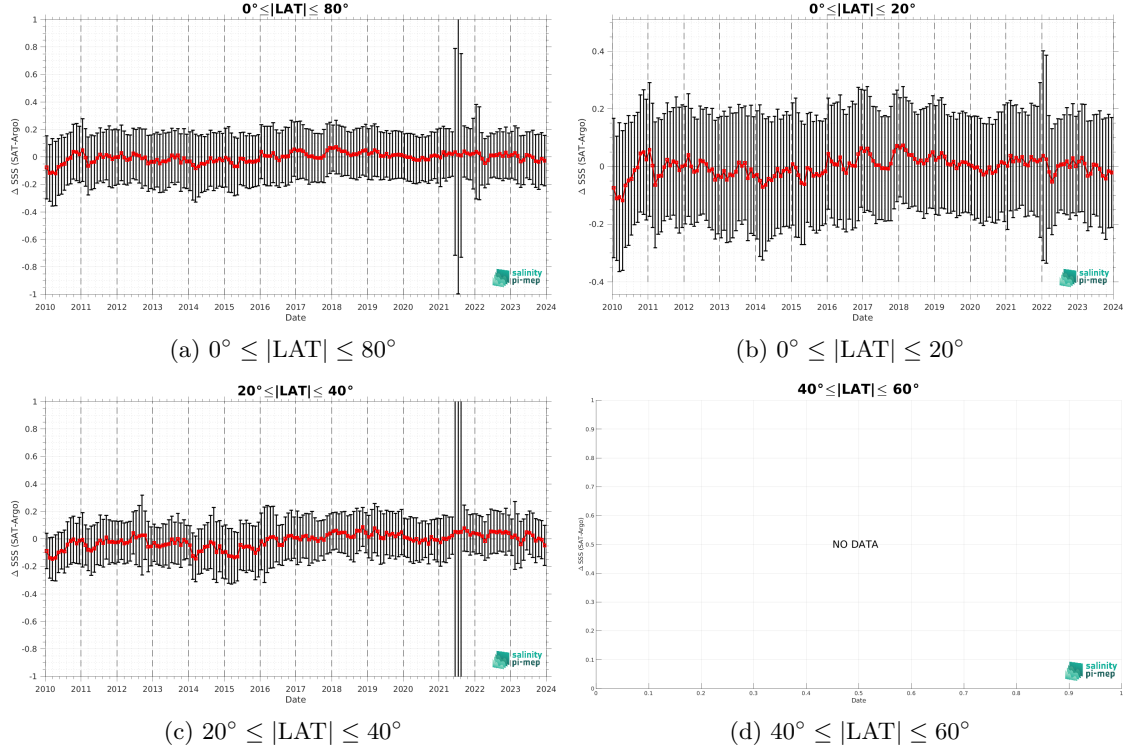 0°≤|LAT|≤ 80°
1
0.8
0.6
0.4
0.2
0
-0.2
-0.4
-0.6
-0.8
-1
Δ SSS (SAT-Argo)
2010 2011 2012 2013 2014 2015 2016 2017 2018 2019 2020 2021 2022 2023 2024
Date
salinity
pi-mep
(a) 0° ≤ |LAT| ≤ 80°
0°≤|LAT|≤ 20°
0.4
0.2
0
-0.2
-0.4
Δ SSS (SAT-Argo)
2010 2011 2012 2013 2014 2015 2016 2017 2018 2019 2020 2021 2022 2023 2024
Date
salinity
pi-mep
(b) 0° ≤ |LAT| ≤ 20°
20°≤|LAT|≤ 40°
1
0.8
0.6
0.4
0.2
0
-0.2
-0.4
-0.6
-0.8
-1
Δ SSS (SAT-Argo)
2010 2011 2012 2013 2014 2015 2016 2017 2018 2019 2020 2021 2022 2023 2024
Date
salinity
pi-mep
(c) 20° ≤ |LAT| ≤ 40°
40°≤|LAT|≤ 60°
1
0.9
0.8
0.7
0.6
0.5
0.4
0.3
0.2
0.1
0
Δ SSS (SAT-Argo)
NO DATA
0 0.1 0.2 0.3 0.4 0.5 0.6 0.7 0.8 0.9 1
Date
salinity
pi-mep
(d) 40° ≤ |LAT| ≤ 60°